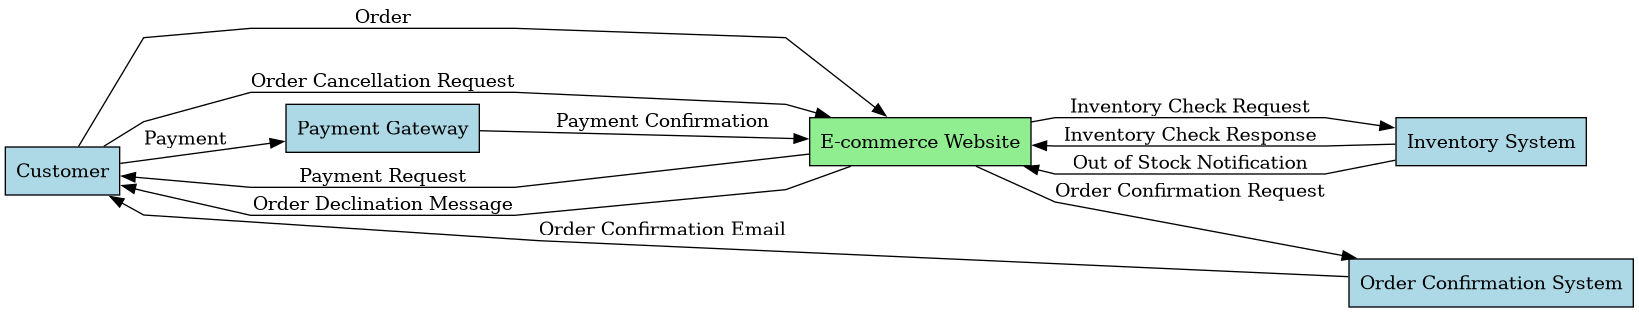 Order
Order Cancellation Request
Payment Gateway
Payment Confirmation
Payment
Customer
E-commerce Website
Inventory Check Request
Inventory Check Response
Inventory System
Out of Stock Notification
Payment Request
Order Declination Message
Order Confirmation Request
Order Confirmation Email
Order Confirmation System